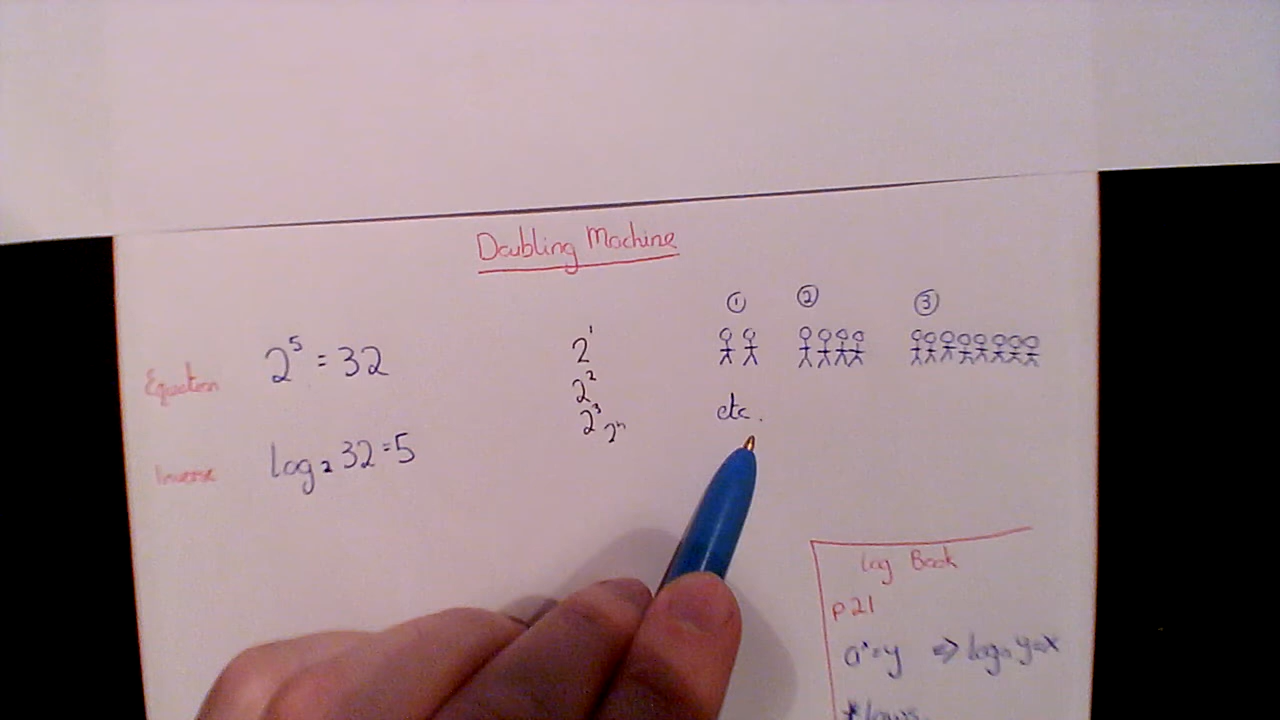 Doubling Machine
① ② ③
Equation 2⁵ = 32
2¹
2²
2³ 2ⁿ
etc.
Inverse log₂ 32 = 5
Log Book
p21
aˣ=y ⇒ logₐ y=x
*laws